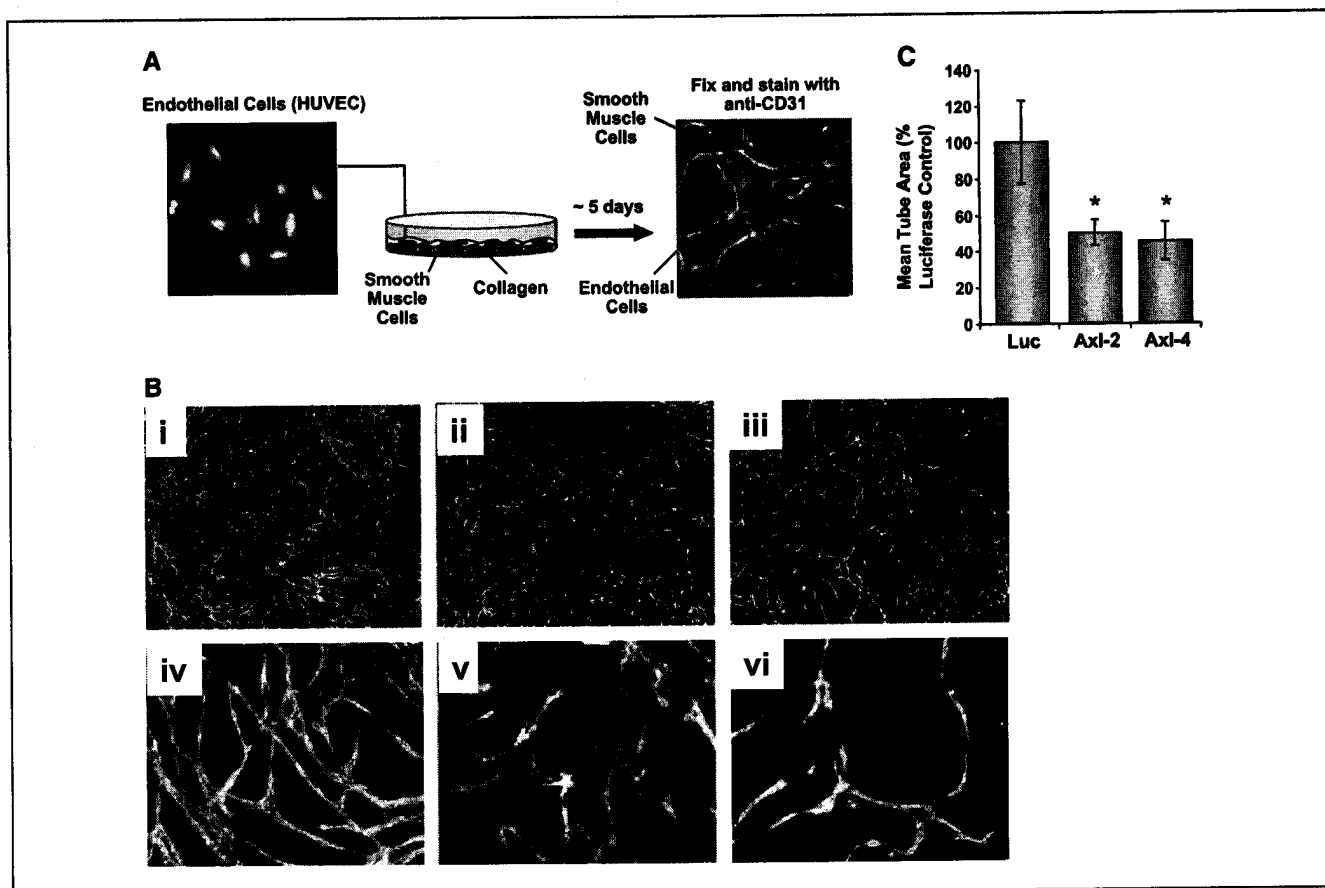 A
Endothelial Cells (HUVEC)
Smooth
Muscle
Cells
Collagen
~ 5 days
Fix and stain with
anti-CD31
Smooth
Muscle
Cells
Endothelial
Cells
C
Mean Tube Area (%
Luciferase Control)
140
120
100
80
60
40
20
0
*
*
Luc
Axl-2
Axl-4
B
i
ii
iii
iv
v
vi